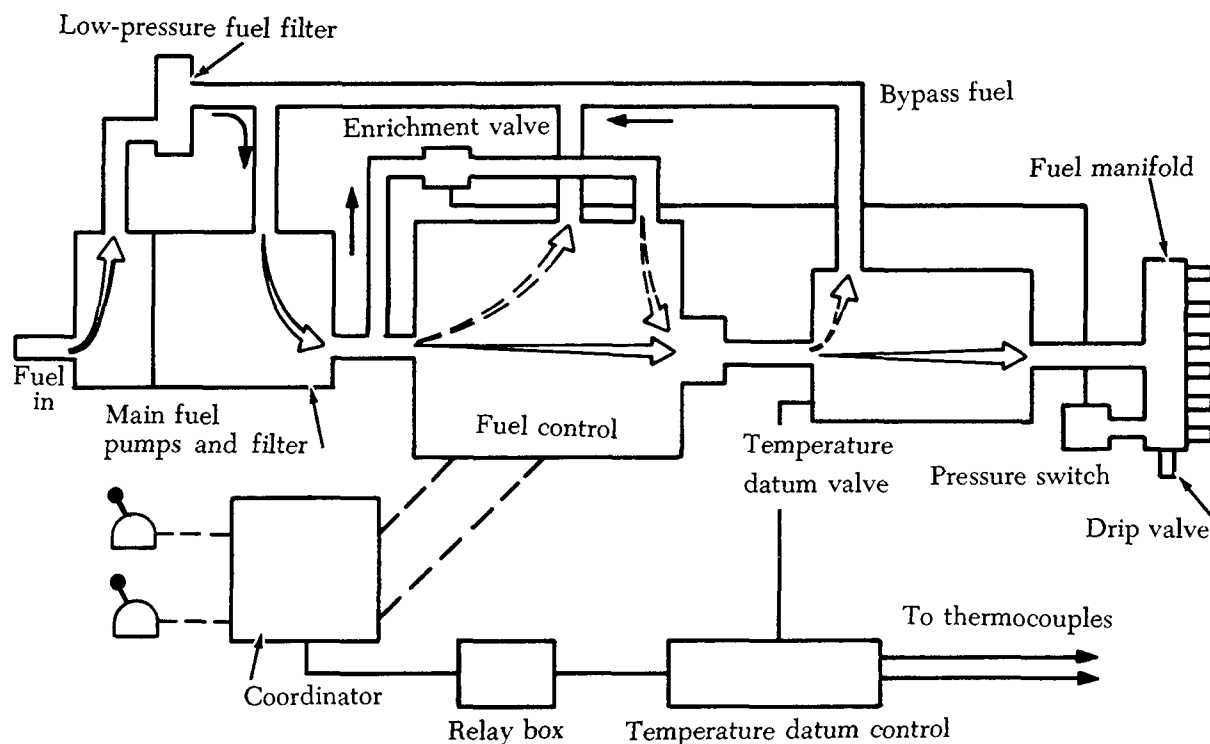 Low-pressure fuel filter
Bypass fuel
Enrichment valve
Fuel manifold
Fuel
in
Main fuel
pumps and filter
Fuel control
Temperature
datum valve
Pressure switch
Drip valve
To thermocouples
Coordinator
Relay box
Temperature datum control